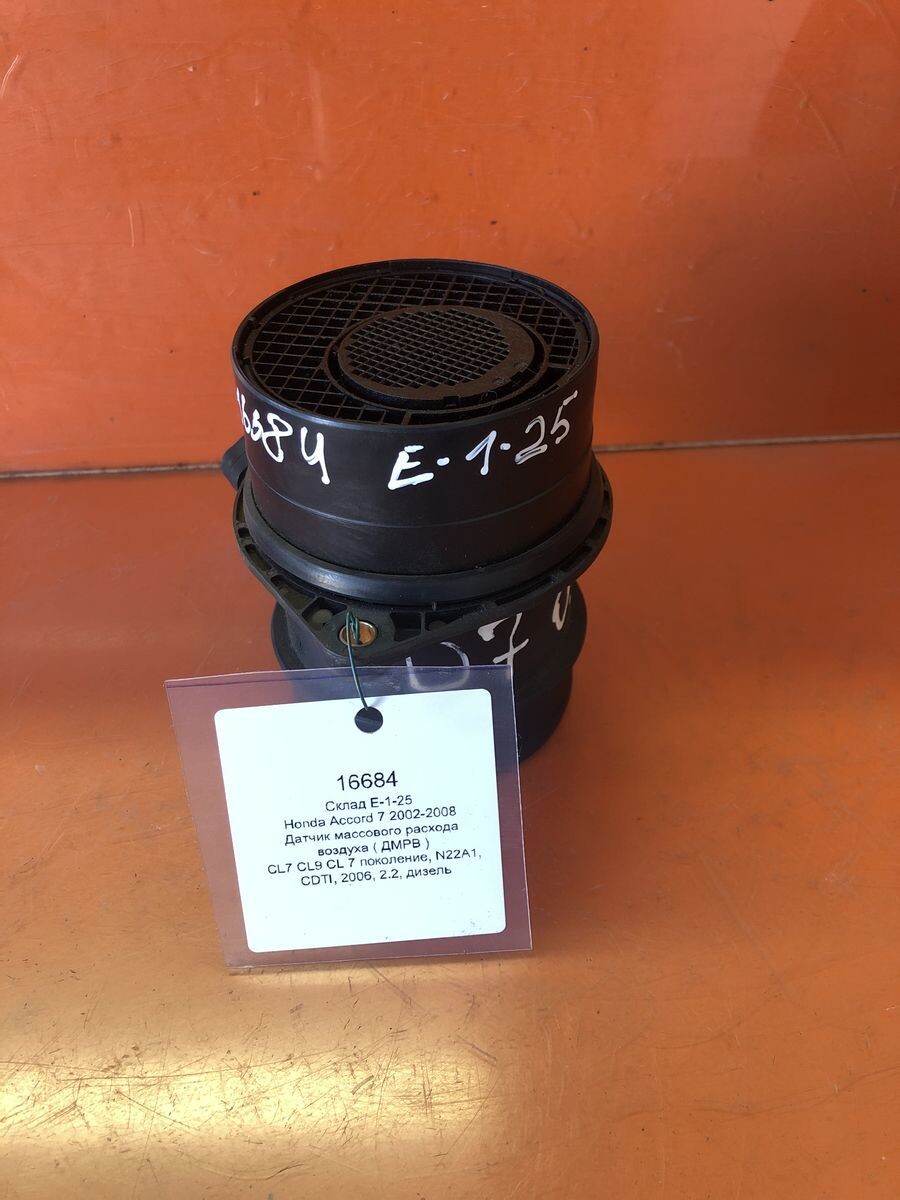 16684 E-1-25
16684
Склад E-1-25
Honda Accord 7 2002-2008
Датчик массового расхода
воздуха ( ДМРВ )
CL7 CL9 CL 7 поколение, N22A1,
CDTI, 2006, 2.2, дизель